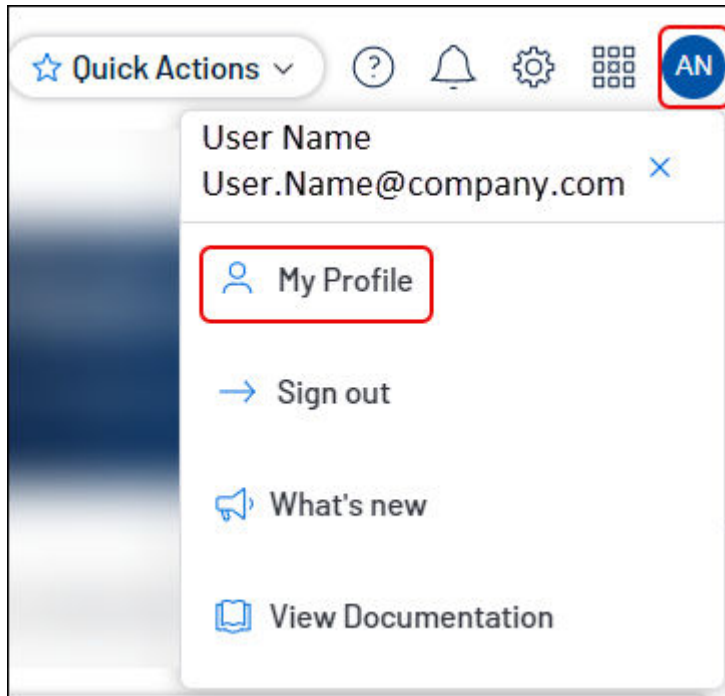 Quick Actions
?
AN
User Name
User.Name@company.com
My Profile
Sign out
What's new
View Documentation